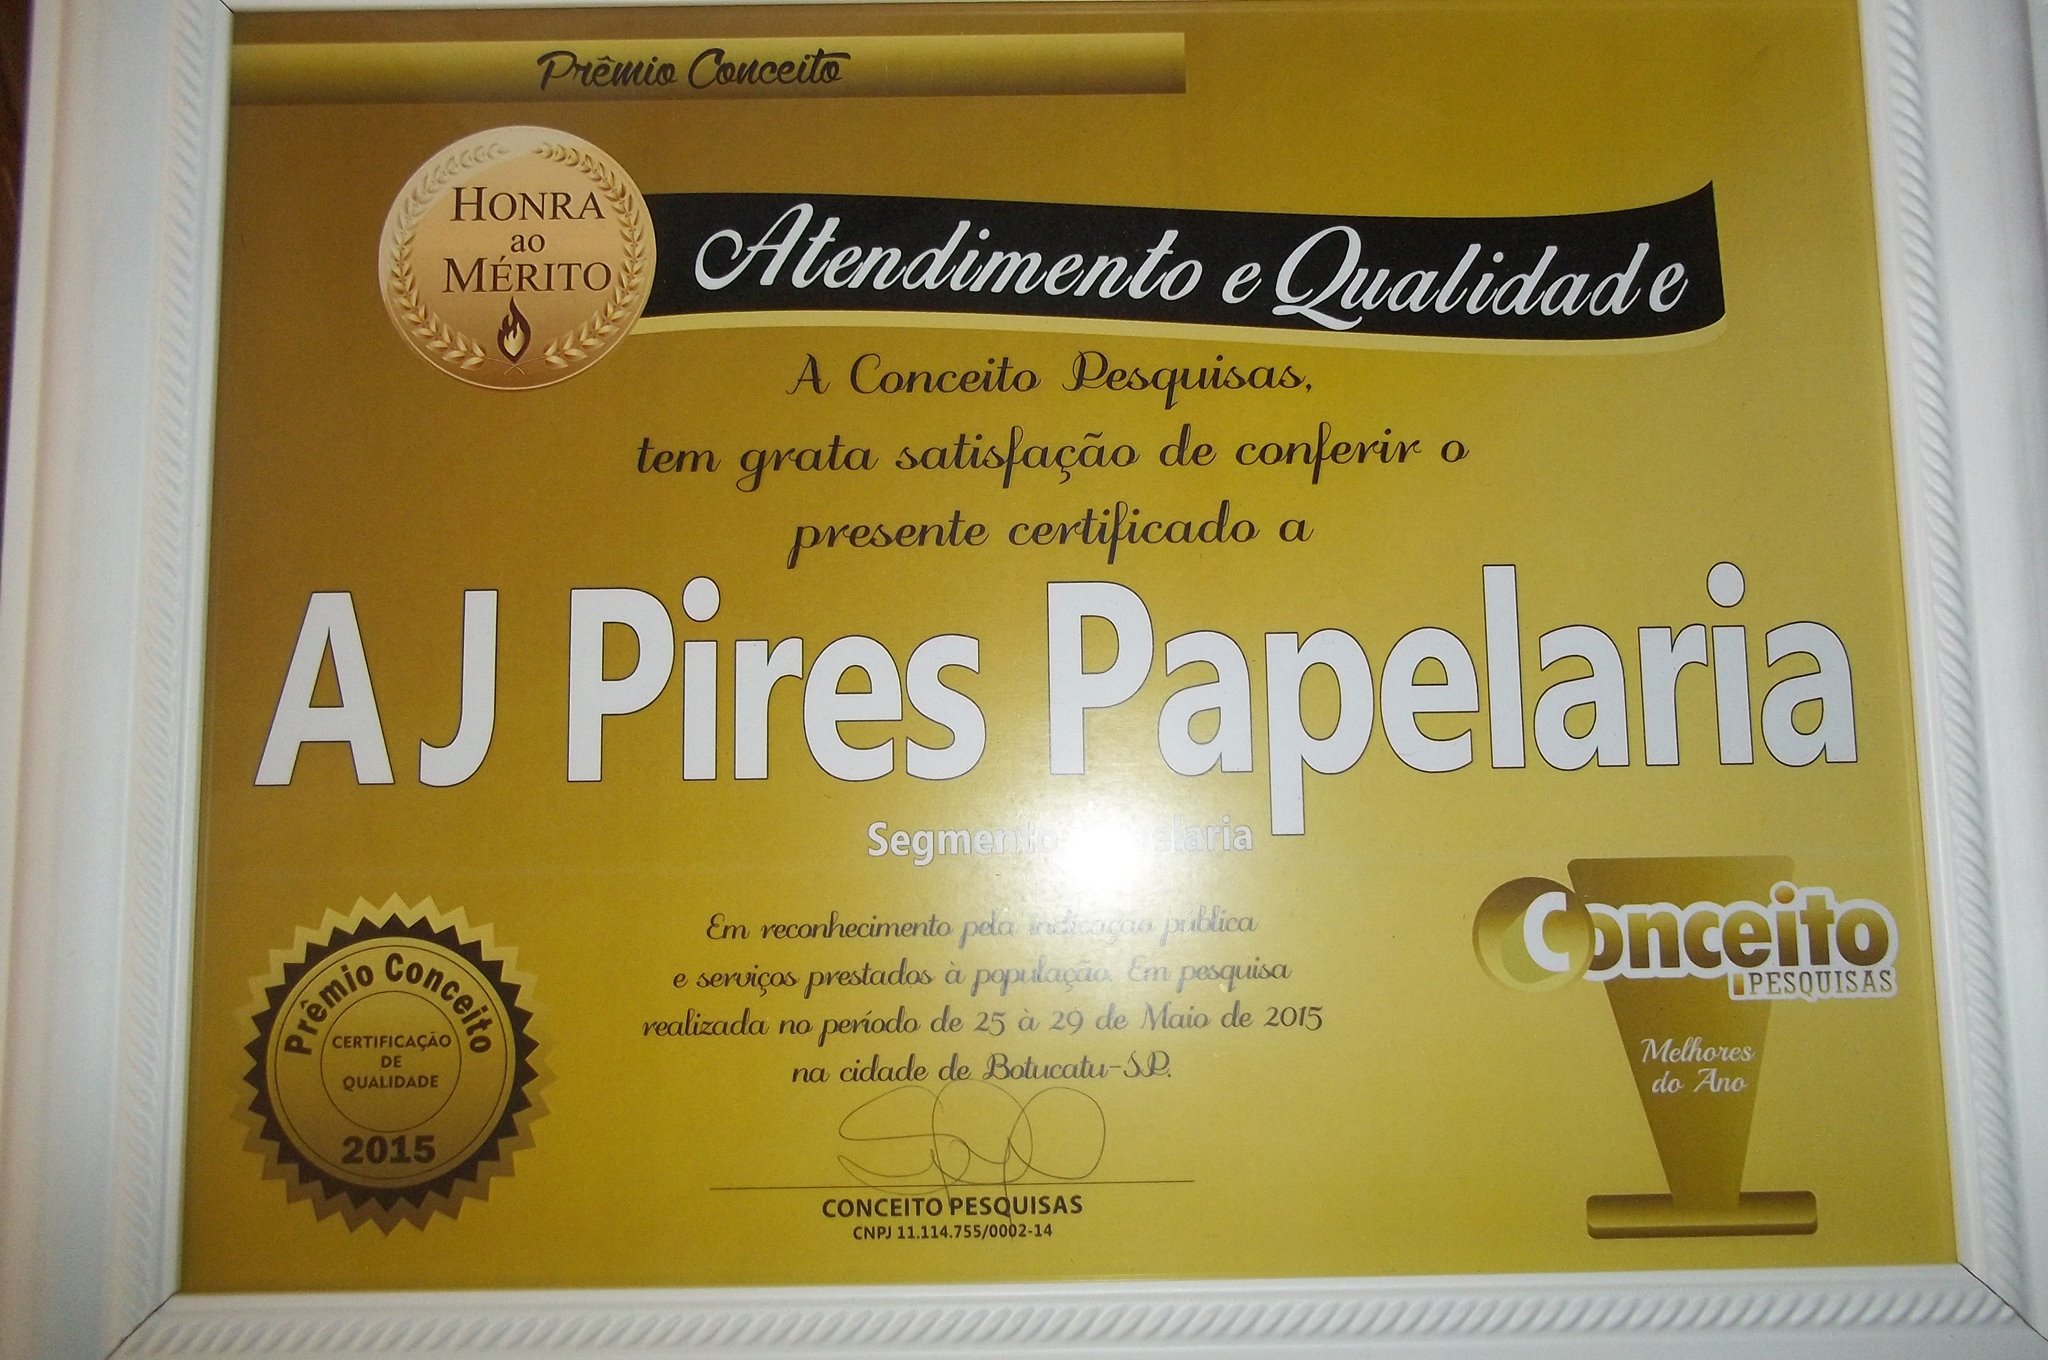 Prêmio Conceito
HONRA
ao
MÉRITO
Atendimento e Qualidade
A Conceito Pesquisas,
tem grata satisfação de conferir o
presente certificado a
A J Pires Papelaria
Segmento Papelaria
Em reconhecimento pela indicação pública
e serviços prestados à população. Em pesquisa
realizada no período de 25 à 29 de Maio de 2015
na cidade de Botucatu-SP.
CONCEITO PESQUISAS
CNPJ 11.114.755/0002-14
Prêmio Conceito
CERTIFICAÇÃO
DE
QUALIDADE
2015
Conceito
PESQUISAS
Melhores
do Ano